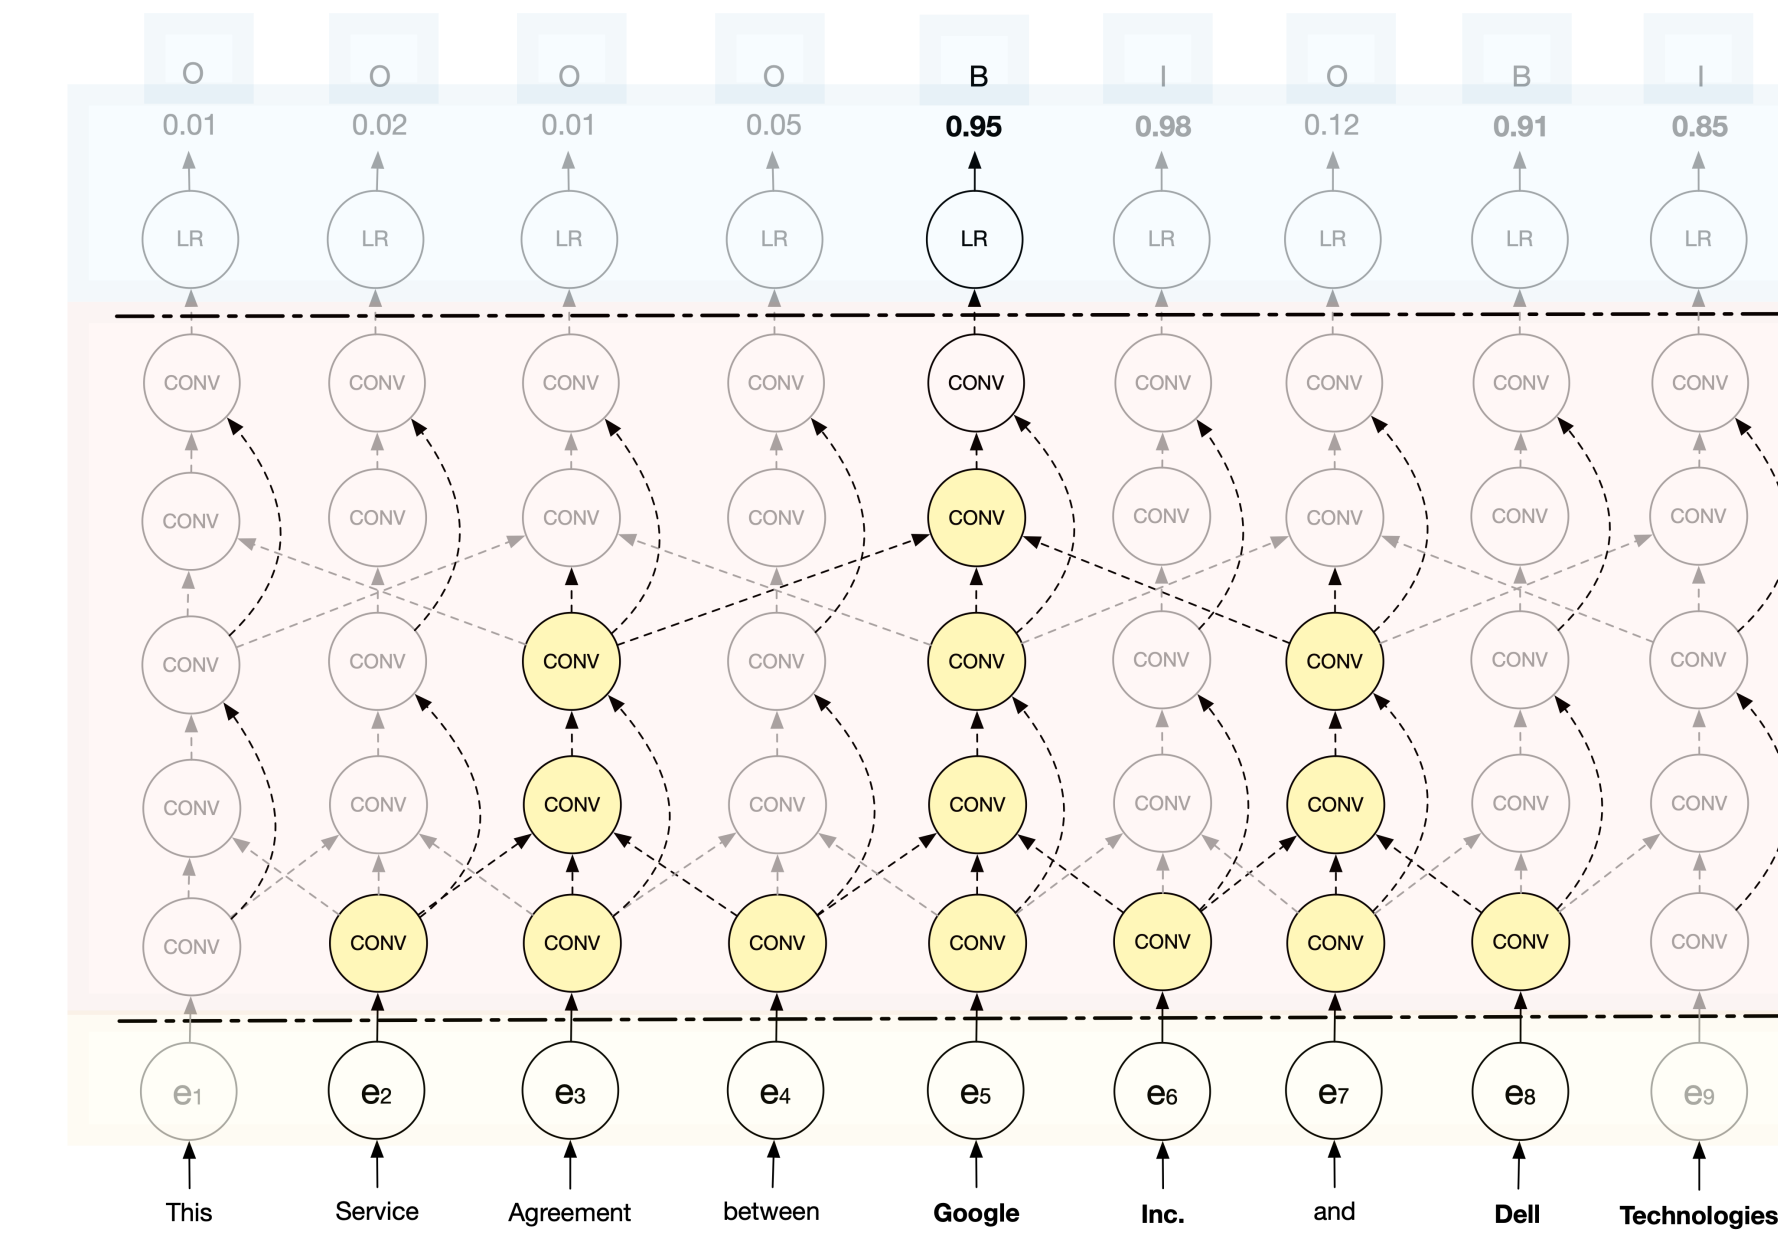 O O O O B I O B I
0.01 0.02 0.01 0.05 0.95 0.98 0.12 0.91 0.85
LR LR LR LR LR LR LR LR LR
CONV CONV CONV CONV CONV CONV CONV CONV CONV
CONV CONV CONV CONV CONV CONV CONV CONV CONV
CONV CONV CONV CONV CONV CONV CONV CONV CONV
CONV CONV CONV CONV CONV CONV CONV CONV CONV
CONV CONV CONV CONV CONV CONV CONV CONV CONV
e1 e2 e3 e4 e5 e6 e7 e8 e9
This Service Agreement between Google Inc. and Dell Technologies